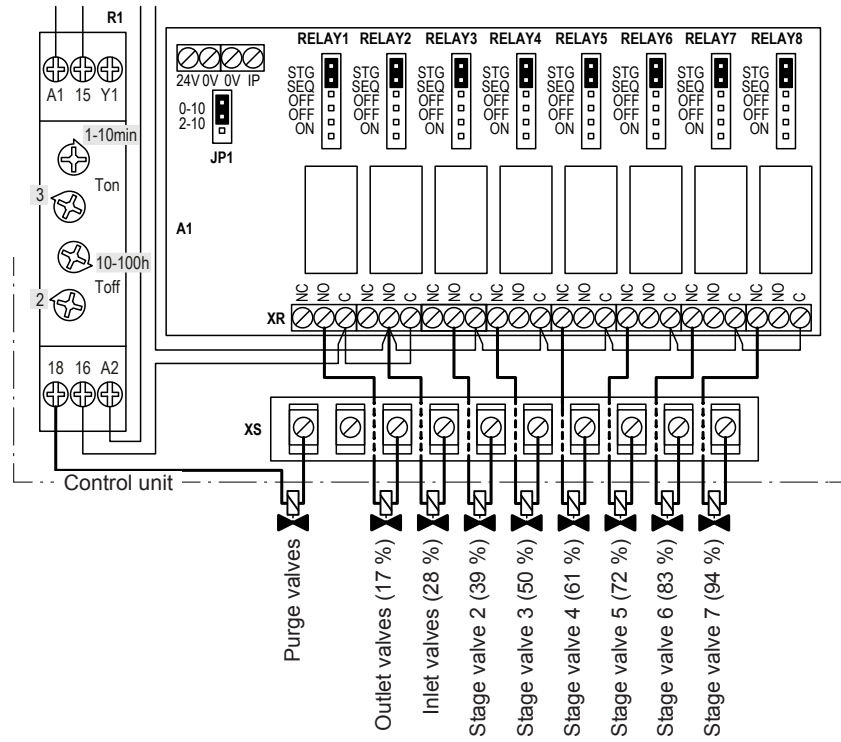 R1
A1 15 Y1
1-10min
Ton
3
10-100h
Toff
2
18 16 A2
24V 0V 0V IP
0-10
2-10
JP1
A1
RELAY1 RELAY2 RELAY3 RELAY4 RELAY5 RELAY6 RELAY7 RELAY8
STG STG STG STG STG STG STG STG
SEQ SEQ SEQ SEQ SEQ SEQ SEQ SEQ
OFF OFF OFF OFF OFF OFF OFF OFF
OFF OFF OFF OFF OFF OFF OFF OFF
ON ON ON ON ON ON ON ON
NC NO C NC NO C NC NO C NC NO C NC NO C NC NO C NC NO C NC NO C
XR
XS
Control unit
Purge valves
Outlet valves (17 %)
Inlet valves (28 %)
Stage valve 2 (39 %)
Stage valve 3 (50 %)
Stage valve 4 (61 %)
Stage valve 5 (72 %)
Stage valve 6 (83 %)
Stage valve 7 (94 %)